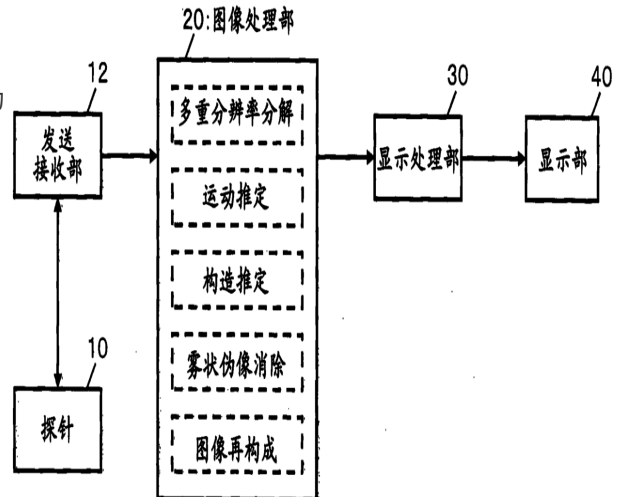 20:图像处理部
12
30
40
发送
接收部
多重分辨率分解
显示处理部
显示部
运动推定
构造推定
10
雾状伪像消除
探针
图像再构成